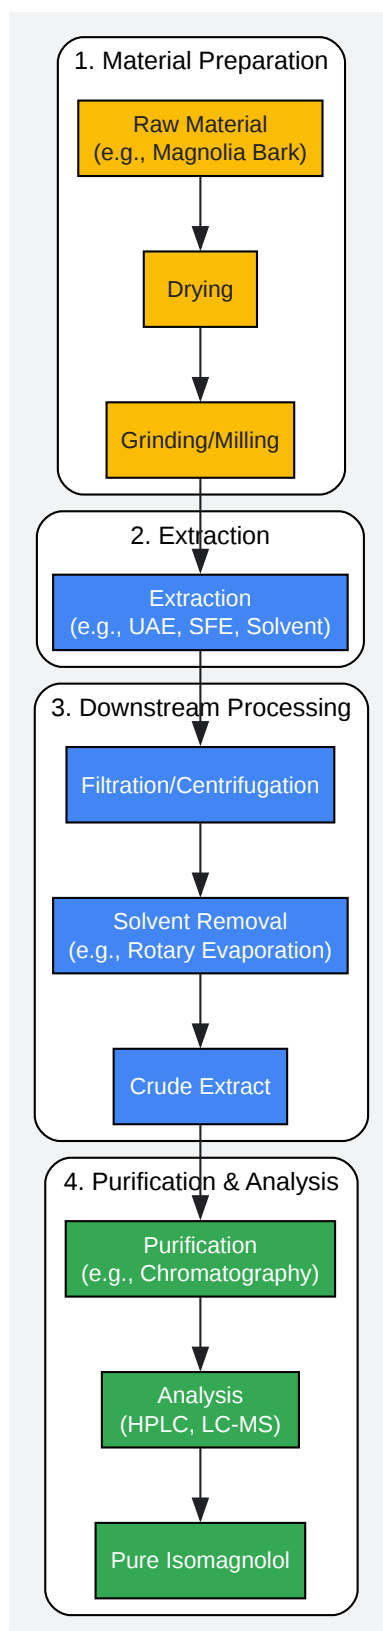 1. Material Preparation
Raw Material
(e.g., Magnolia Bark)
Drying
Grinding/Milling
2. Extraction
Extraction
(e.g., UAE, SFE, Solvent)
3. Downstream Processing
Filtration/Centrifugation
Solvent Removal
(e.g., Rotary Evaporation)
Crude Extract
4. Purification & Analysis
Purification
(e.g., Chromatography)
Analysis
(HPLC, LC-MS)
Pure Isomagnolol